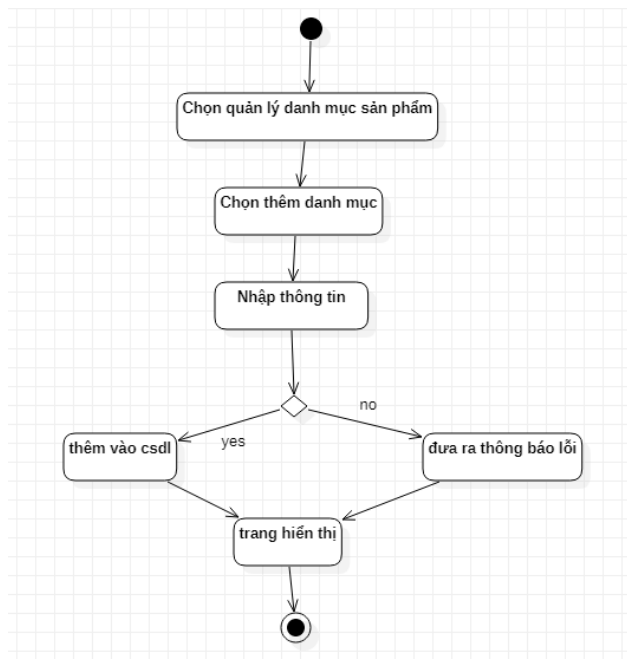 Chọn quản lý danh mục sản phẩm
Chọn thêm danh mục
Nhập thông tin
no
yes
thêm vào csdl
đưa ra thông báo lỗi
trang hiển thị